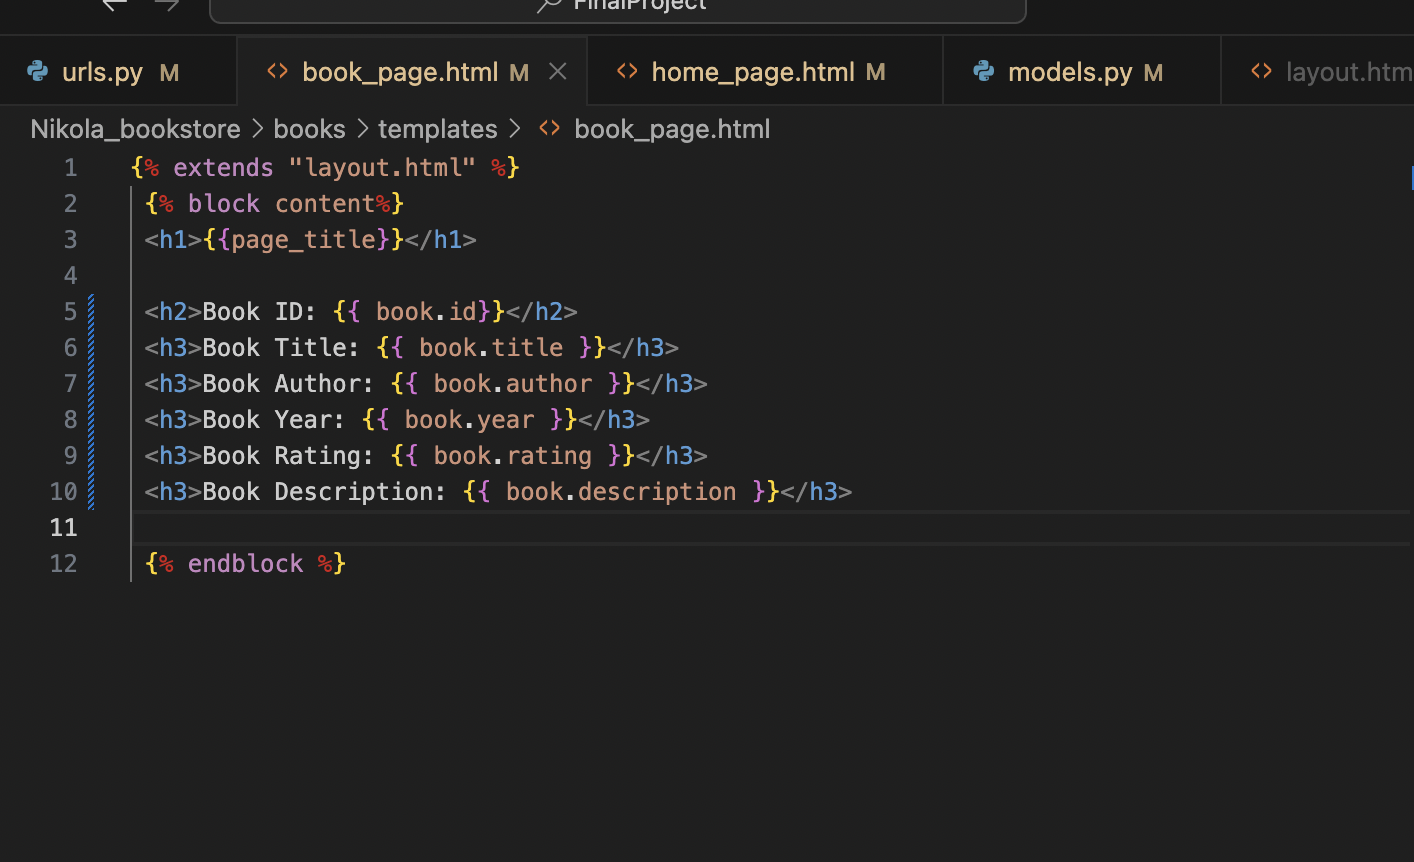 FinalProject
urls.py M
book_page.html M
home_page.html M
models.py M
layout.htm
Nikola_bookstore > books > templates > <> book_page.html
1 {% extends "layout.html" %}
2 {% block content%}
3 <h1>{{page_title}}</h1>
4
5 <h2>Book ID: {{ book.id}}</h2>
6 <h3>Book Title: {{ book.title }}</h3>
7 <h3>Book Author: {{ book.author }}</h3>
8 <h3>Book Year: {{ book.year }}</h3>
9 <h3>Book Rating: {{ book.rating }}</h3>
10 <h3>Book Description: {{ book.description }}</h3>
11
12 {% endblock %}